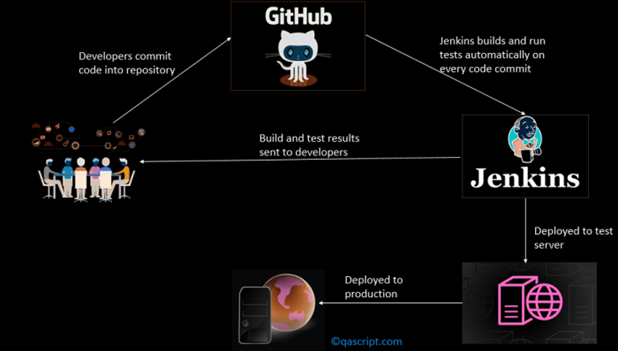 GitHub
Developers commit
code into repository
Jenkins builds and run
tests automatically on
every code commit
Build and test results
sent to developers
Jenkins
Deployed to test
server
Deployed to
production
©qascript.com